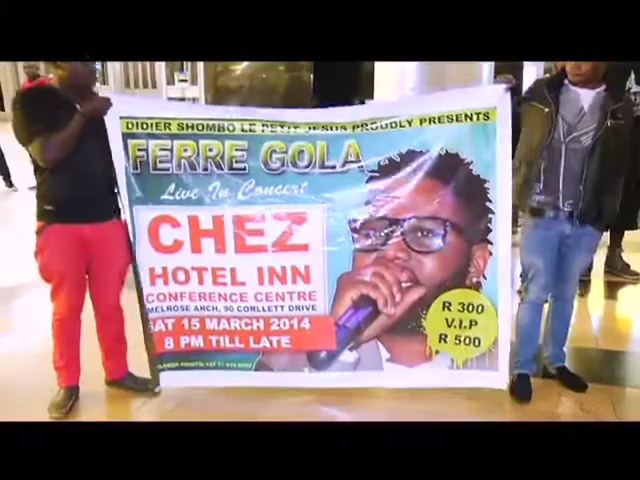 DIDIER SHOMBO LE PETIT JESUS PROUDLY PRESENTS
FERRE GOLA
Live In Concert
CHEZ
HOTEL INN
CONFERENCE CENTRE
MELROSE ARCH, 90 CORLLETT DRIVE
SAT 15 MARCH 2014
8 PM TILL LATE
R 300
V.I.P
R 500